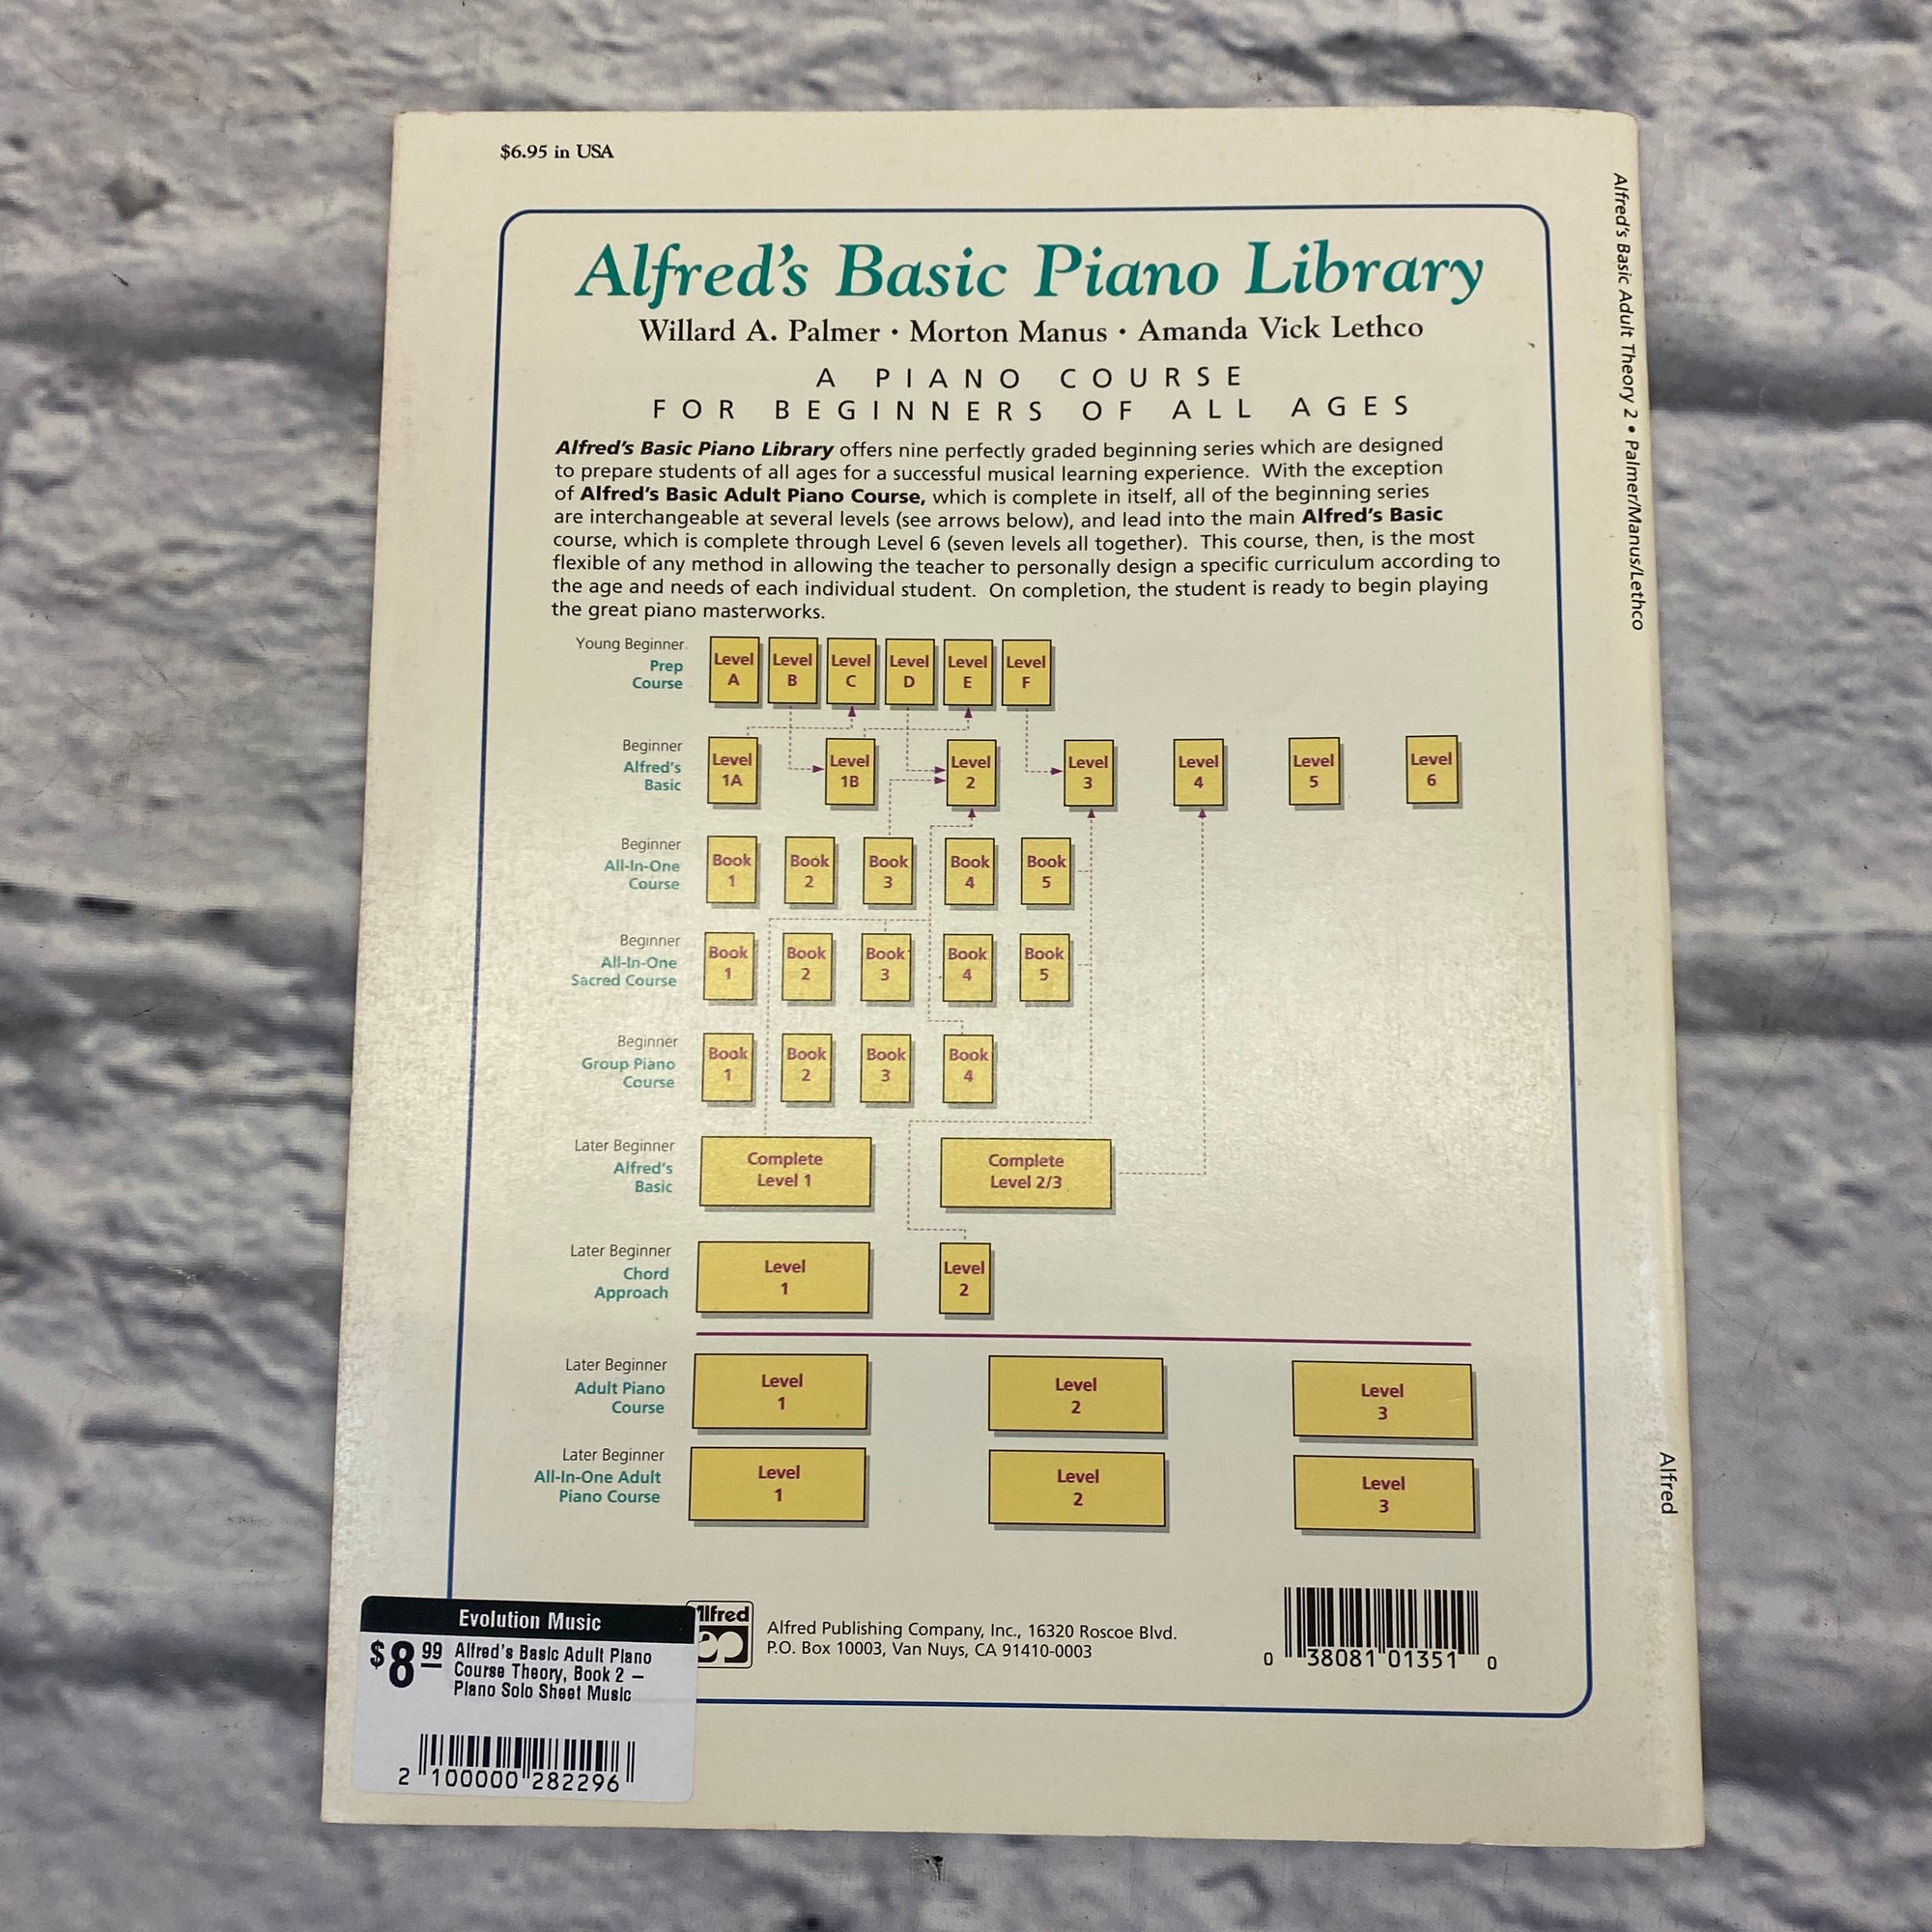 $6.95 in USA
Alfred's Basic Piano Library
Willard A. Palmer • Morton Manus • Amanda Vick Lethco
A PIANO COURSE
FOR BEGINNERS OF ALL AGES
Alfred's Basic Piano Library offers nine perfectly graded beginning series which are designed
to prepare students of all ages for a successful musical learning experience. With the exception
of Alfred's Basic Adult Piano Course, which is complete in itself, all of the beginning series
are interchangeable at several levels (see arrows below), and lead into the main Alfred's Basic
course, which is complete through Level 6 (seven levels all together). This course, then, is the most
flexible of any method in allowing the teacher to personally design a specific curriculum according to
the age and needs of each individual student. On completion, the student is ready to begin playing
the great piano masterworks.
Young Beginner
Prep
Course
Level
A
Level
B
Level
C
Level
D
Level
E
Level
F
Beginner
Alfred's
Basic
Level
1A
Level
1B
Level
2
Level
3
Level
4
Level
5
Level
6
Beginner
All-In-One
Course
Book
1
Book
2
Book
3
Book
4
Book
5
Beginner
All-In-One
Sacred Course
Book
1
Book
2
Book
3
Book
4
Book
5
Beginner
Group Piano
Course
Book
1
Book
2
Book
3
Book
4
Later Beginner
Alfred's
Basic
Complete
Level 1
Complete
Level 2/3
Later Beginner
Chord
Approach
Level
1
Level
2
Later Beginner
Adult Piano
Course
Level
1
Level
2
Level
3
Later Beginner
All-In-One Adult
Piano Course
Level
1
Level
2
Level
3
Alfred
Alfred Publishing Company, Inc., 16320 Roscoe Blvd.
P.O. Box 10003, Van Nuys, CA 91410-0003
0 38081 01351 0
Evolution Music
$8.99
Alfred's Basic Adult Piano
Course Theory, Book 2 –
Piano Solo Sheet Music
2 100000 282296
Alfred's Basic Adult Theory 2 • Palmer/Manus/Lethco
Alfred